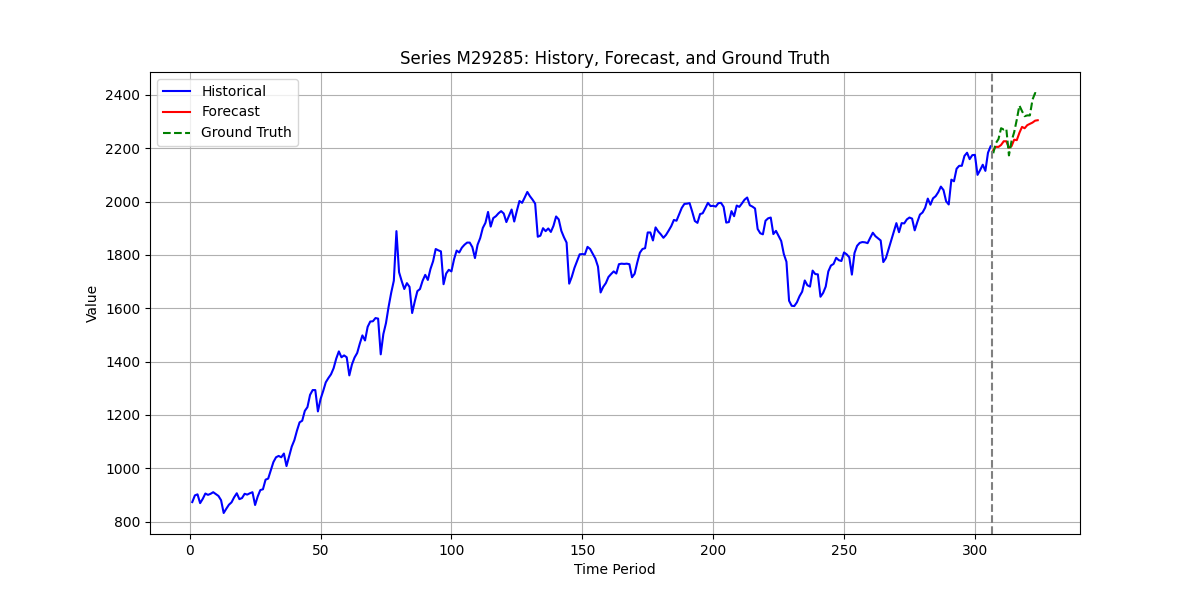 Series M29285: History, Forecast, and Ground Truth
Historical
Forecast
Ground Truth
Value
2400
2200
2000
1800
1600
1400
1200
1000
800
0 50 100 150 200 250 300
Time Period